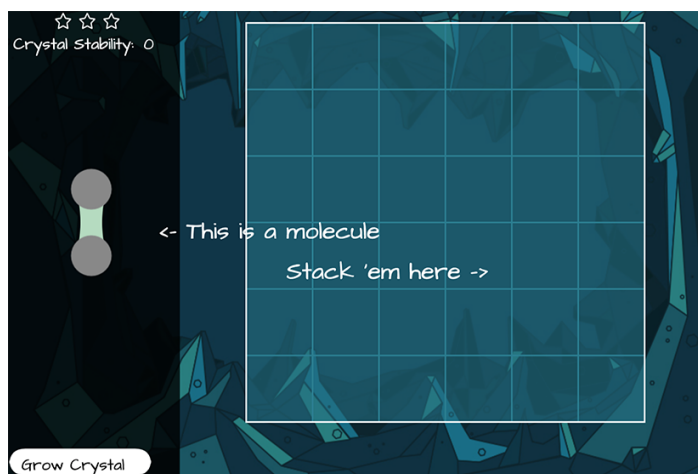 Crystal Stability: 0
<- This is a molecule
Stack 'em here ->
Grow Crystal